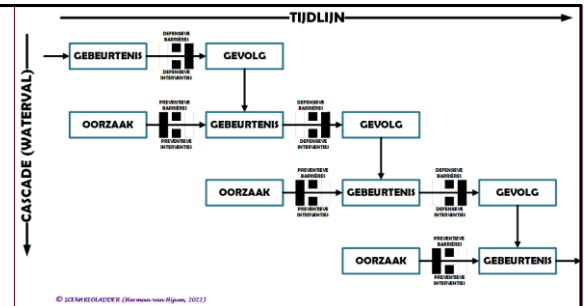 TIJDLIJN
CASCADE (WATERVAL)
DEFENSIEVE
BARRIÈRES
GEBEURTENIS
GEVOLG
DEFENSIEVE
INTERVENTIES
PREVENTIEVE
BARRIÈRES
DEFENSIEVE
BARRIÈRES
OORZAAK
GEBEURTENIS
GEVOLG
PREVENTIEVE
INTERVENTIES
DEFENSIEVE
INTERVENTIES
PREVENTIEVE
BARRIÈRES
DEFENSIEVE
BARRIÈRES
OORZAAK
GEBEURTENIS
GEVOLG
PREVENTIEVE
INTERVENTIES
DEFENSIEVE
INTERVENTIES
PREVENTIEVE
BARRIÈRES
OORZAAK
GEBEURTENIS
PREVENTIEVE
INTERVENTIES
© SCENARIOLADDER (Herman van Hijum, 2022)